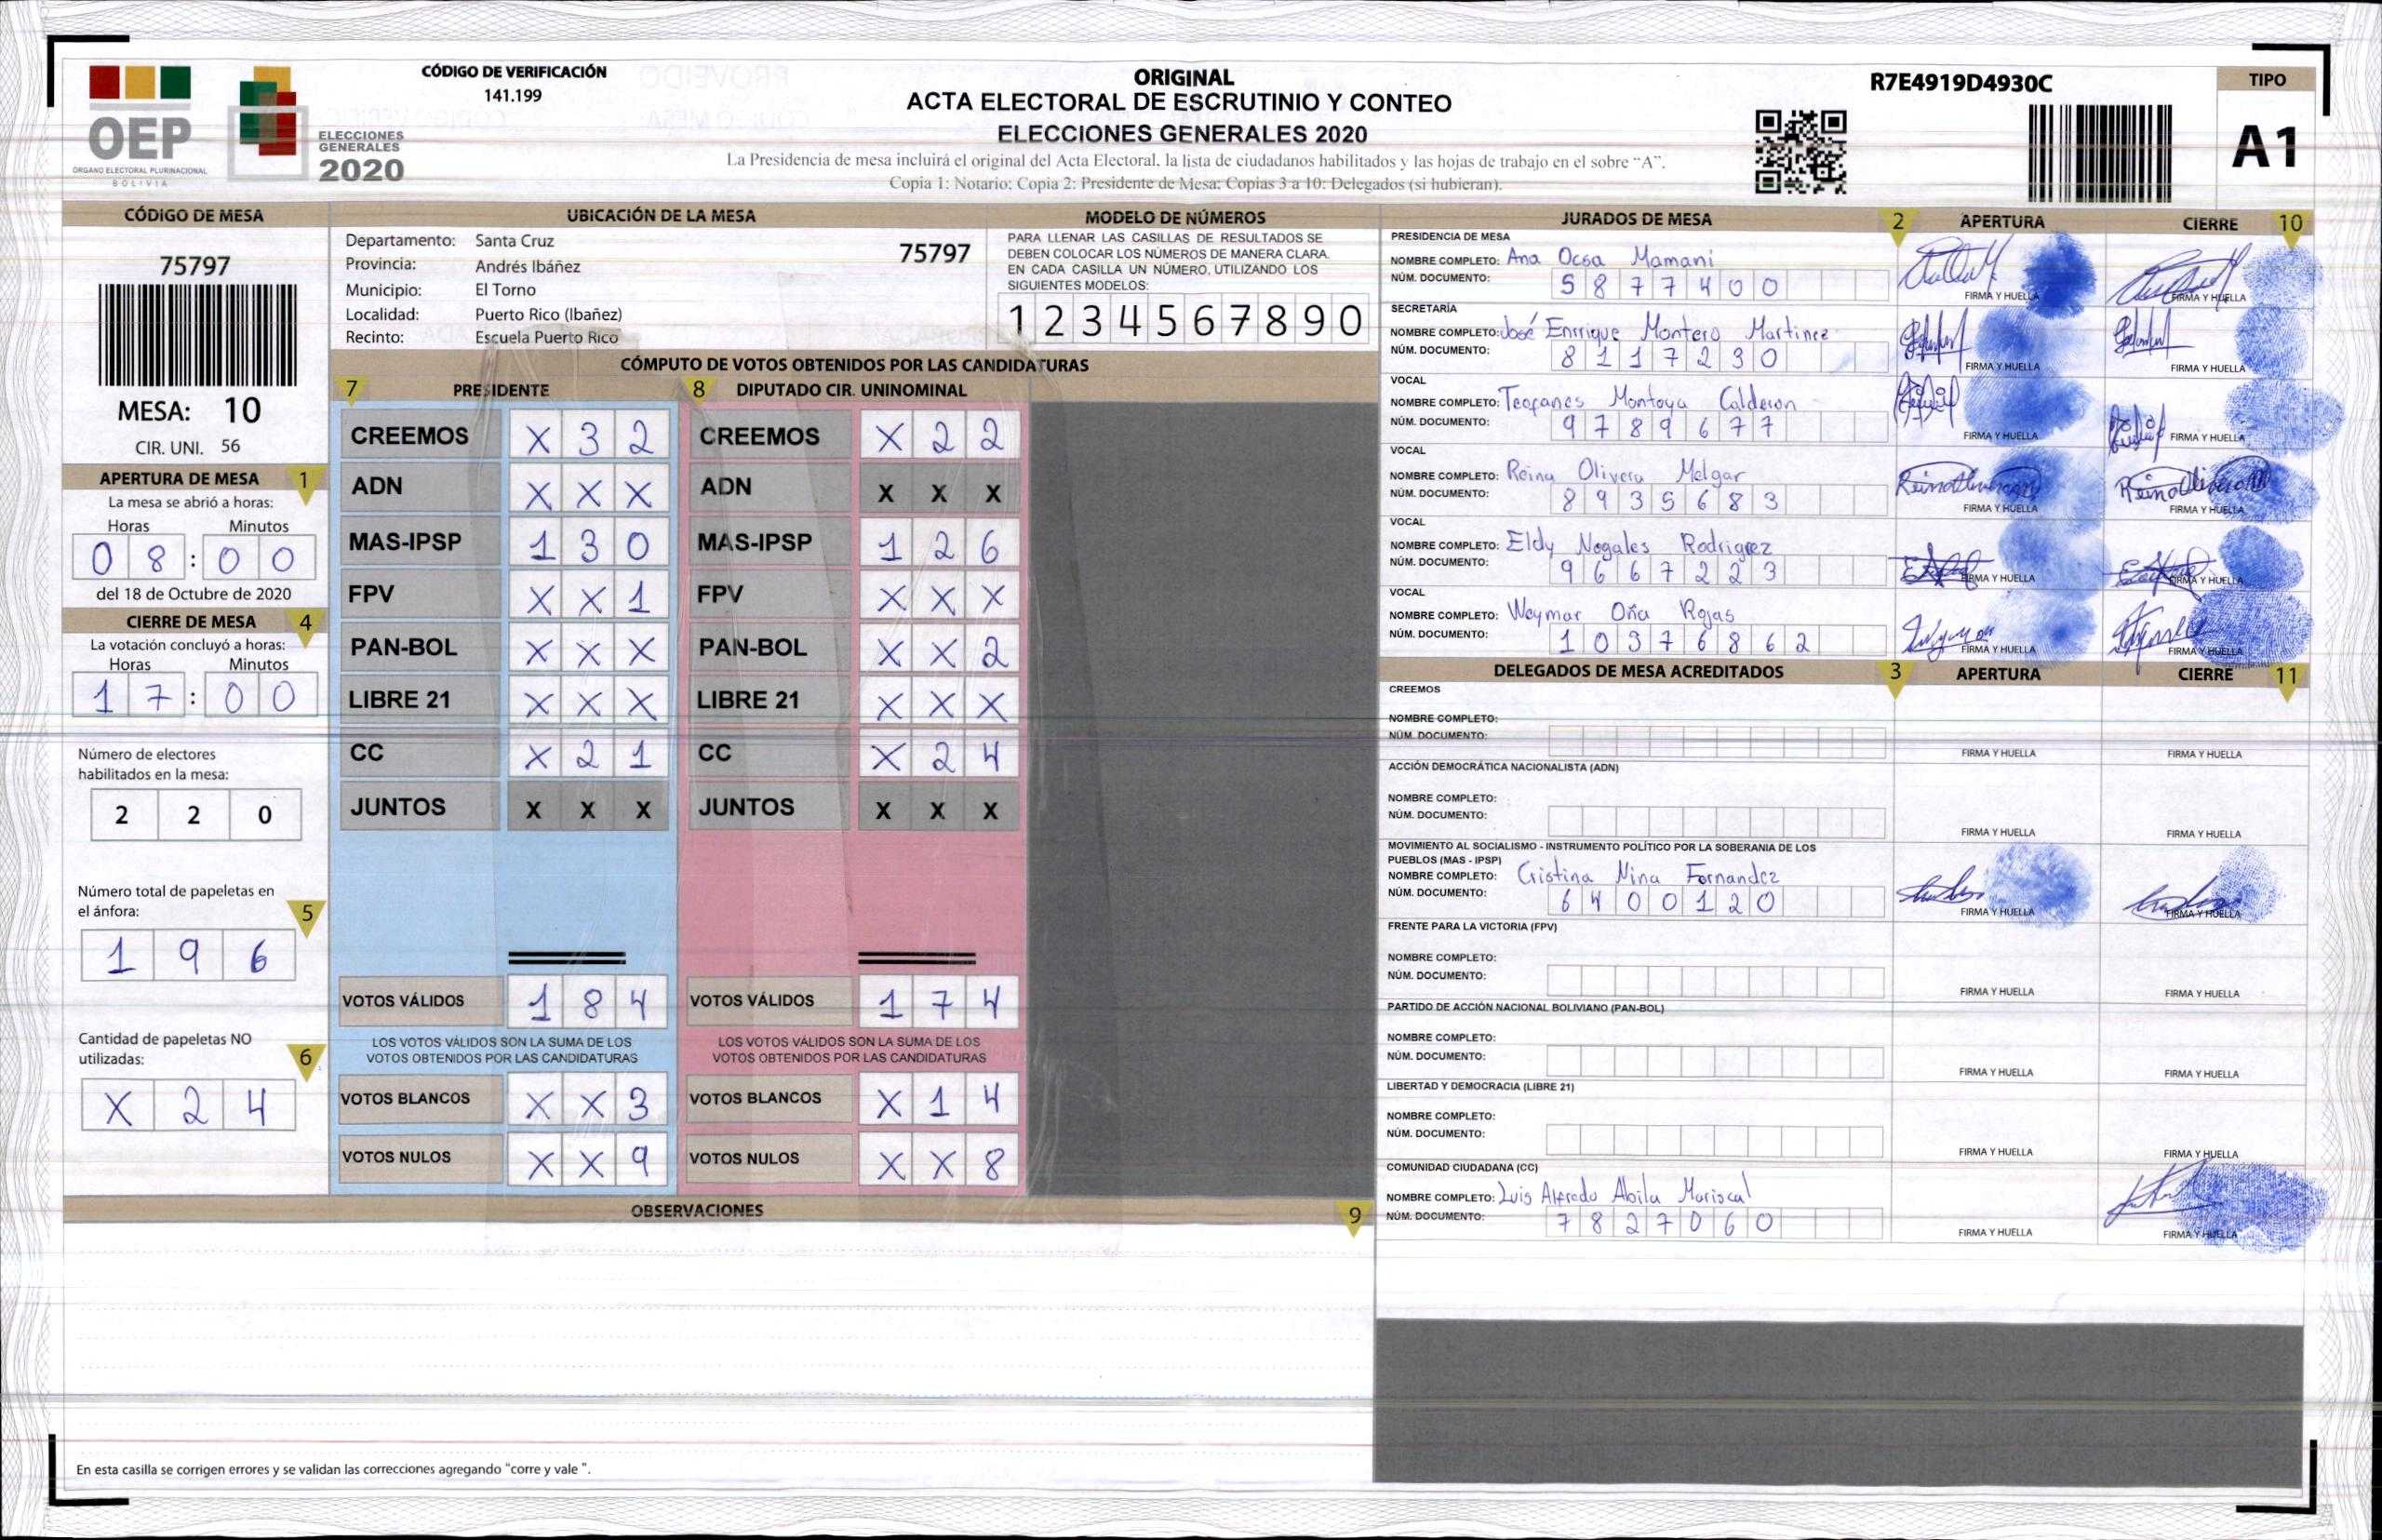 OEP
ÓRGANO ELECTORAL PLURINACIONAL
BOLIVIA
ELECCIONES
GENERALES
2020
CÓDIGO DE VERIFICACIÓN
141.199
ORIGINAL
ACTA ELECTORAL DE ESCRUTINIO Y CONTEO
ELECCIONES GENERALES 2020
La Presidencia de mesa incluirá el original del Acta Electoral, la lista de ciudadanos habilitados y las hojas de trabajo en el sobre "A".
Copia 1: Notario; Copia 2: Presidente de Mesa; Copias 3 a 10: Delegados (si hubieran).
R7E4919D4930C
TIPO
A1
CÓDIGO DE MESA
75797
MESA: 10
CIR. UNI. 56
APERTURA DE MESA 1
La mesa se abrió a horas:
Horas Minutos
0 8 : 0 0
del 18 de Octubre de 2020
CIERRE DE MESA 4
La votación concluyó a horas:
Horas Minutos
1 7 : 0 0
Número de electores
habilitados en la mesa:
2 2 0
Número total de papeletas en
el ánfora:
5
1 9 6
Cantidad de papeletas NO
utilizadas:
6
X 2 4
UBICACIÓN DE LA MESA
Departamento: Santa Cruz
75797
Provincia: Andrés Ibáñez
Municipio: El Torno
Localidad: Puerto Rico (Ibañez)
Recinto: Escuela Puerto Rico
MODELO DE NÚMEROS
PARA LLENAR LAS CASILLAS DE RESULTADOS SE
DEBEN COLOCAR LOS NÚMEROS DE MANERA CLARA.
EN CADA CASILLA UN NÚMERO, UTILIZANDO LOS
SIGUIENTES MODELOS:
1 2 3 4 5 6 7 8 9 0
CÓMPUTO DE VOTOS OBTENIDOS POR LAS CANDIDATURAS
7 PRESIDENTE
CREEMOS X 3 2
ADN X X X
MAS-IPSP 1 3 0
FPV X X 1
PAN-BOL X X X
LIBRE 21 X X X
CC X 2 1
JUNTOS X X X
VOTOS VÁLIDOS 1 8 4
LOS VOTOS VÁLIDOS SON LA SUMA DE LOS
VOTOS OBTENIDOS POR LAS CANDIDATURAS
VOTOS BLANCOS X X 3
VOTOS NULOS X X 9
8 DIPUTADO CIR. UNINOMINAL
CREEMOS X 2 2
ADN X X X
MAS-IPSP 1 2 6
FPV X X X
PAN-BOL X X 2
LIBRE 21 X X X
CC X 2 4
JUNTOS X X X
VOTOS VÁLIDOS 1 7 4
LOS VOTOS VÁLIDOS SON LA SUMA DE LOS
VOTOS OBTENIDOS POR LAS CANDIDATURAS
VOTOS BLANCOS X 1 4
VOTOS NULOS X X 8
OBSERVACIONES 9
En esta casilla se corrigen errores y se validan las correcciones agregando "corre y vale ".
JURADOS DE MESA 2 APERTURA CIERRE 10
PRESIDENCIA DE MESA
NOMBRE COMPLETO: Ana Ocsa Mamani
NÚM. DOCUMENTO: 5 8 7 7 4 0 0
FIRMA Y HUELLA FIRMA Y HUELLA
SECRETARÍA
NOMBRE COMPLETO: José Enrrique Montero Martinez
NÚM. DOCUMENTO: 8 1 1 7 2 3 0
FIRMA Y HUELLA FIRMA Y HUELLA
VOCAL
NOMBRE COMPLETO: Teofanes Montoya Calderon
NÚM. DOCUMENTO: 9 7 8 9 6 7 7
FIRMA Y HUELLA FIRMA Y HUELLA
VOCAL
NOMBRE COMPLETO: Reina Olivera Melgar
NÚM. DOCUMENTO: 8 9 3 5 6 8 3
FIRMA Y HUELLA FIRMA Y HUELLA
VOCAL
NOMBRE COMPLETO: Eldy Nogales Rodriguez
NÚM. DOCUMENTO: 9 6 6 7 2 2 3
FIRMA Y HUELLA FIRMA Y HUELLA
VOCAL
NOMBRE COMPLETO: Weymar Oña Rojas
NÚM. DOCUMENTO: 1 0 3 7 6 8 6 2
FIRMA Y HUELLA FIRMA Y HUELLA
DELEGADOS DE MESA ACREDITADOS 3 APERTURA CIERRE 11
CREEMOS
NOMBRE COMPLETO:
NÚM. DOCUMENTO:
FIRMA Y HUELLA FIRMA Y HUELLA
ACCIÓN DEMOCRÁTICA NACIONALISTA (ADN)
NOMBRE COMPLETO:
NÚM. DOCUMENTO:
FIRMA Y HUELLA FIRMA Y HUELLA
MOVIMIENTO AL SOCIALISMO - INSTRUMENTO POLÍTICO POR LA SOBERANIA DE LOS
PUEBLOS (MAS - IPSP)
NOMBRE COMPLETO: Cristina Nina Fernandez
NÚM. DOCUMENTO: 6 4 0 0 1 2 0
FIRMA Y HUELLA FIRMA Y HUELLA
FRENTE PARA LA VICTORIA (FPV)
NOMBRE COMPLETO:
NÚM. DOCUMENTO:
FIRMA Y HUELLA FIRMA Y HUELLA
PARTIDO DE ACCIÓN NACIONAL BOLIVIANO (PAN-BOL)
NOMBRE COMPLETO:
NÚM. DOCUMENTO:
FIRMA Y HUELLA FIRMA Y HUELLA
LIBERTAD Y DEMOCRACIA (LIBRE 21)
NOMBRE COMPLETO:
NÚM. DOCUMENTO:
FIRMA Y HUELLA FIRMA Y HUELLA
COMUNIDAD CIUDADANA (CC)
NOMBRE COMPLETO: Luis Alfredo Abila Mariscal
NÚM. DOCUMENTO: 7 8 2 7 0 6 0
FIRMA Y HUELLA FIRMA Y HUELLA